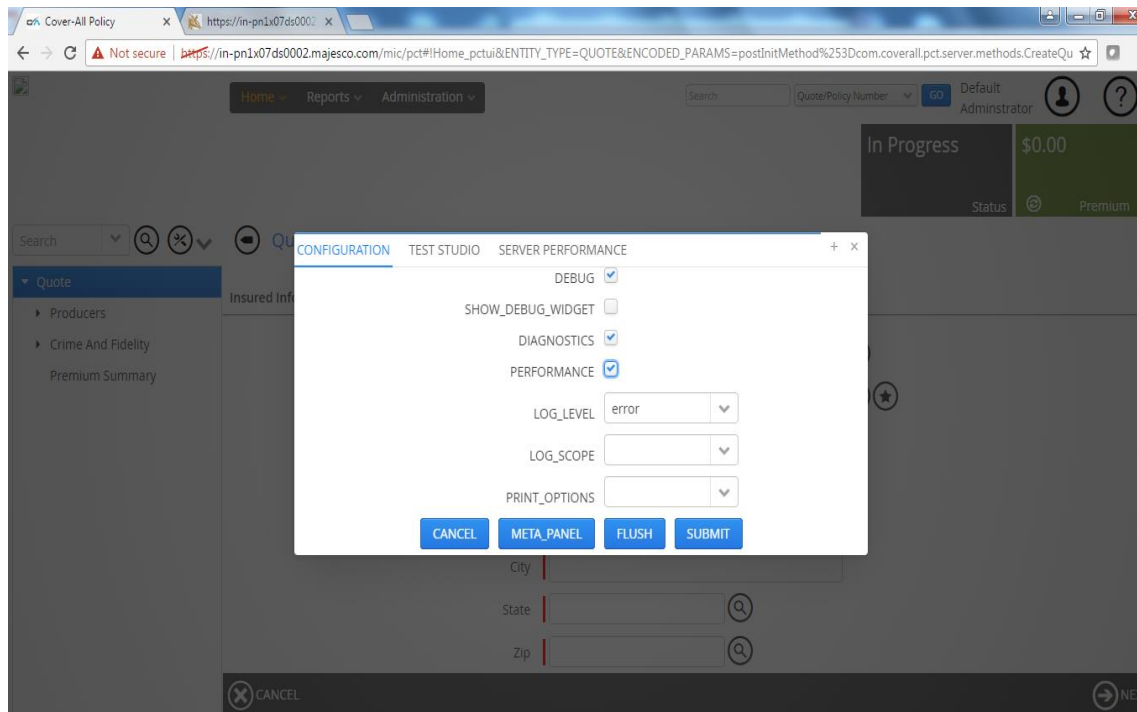 Cover-All Policy
https://in-pn1x07ds0002
Not secure https://in-pn1x07ds0002.majesco.com/mic/pct#!Home_pctui&ENTITY_TYPE=QUOTE&ENCODED_PARAMS=postInitMethod%253Dcom.coverall.pct.server.methods.CreateQu
Home Reports Administration
Search
Quote/Policy Number
GO
Default
Adminstrator
?
In Progress
Status
$0.00
Premium
Search
Qu
Quote
Producers
Crime And Fidelity
Premium Summary
Insured Info
CONFIGURATION TEST STUDIO SERVER PERFORMANCE + x
DEBUG
SHOW_DEBUG_WIDGET
DIAGNOSTICS
PERFORMANCE
LOG_LEVEL error
LOG_SCOPE
PRINT_OPTIONS
CANCEL META_PANEL FLUSH SUBMIT
City
State
Zip
CANCEL
NE